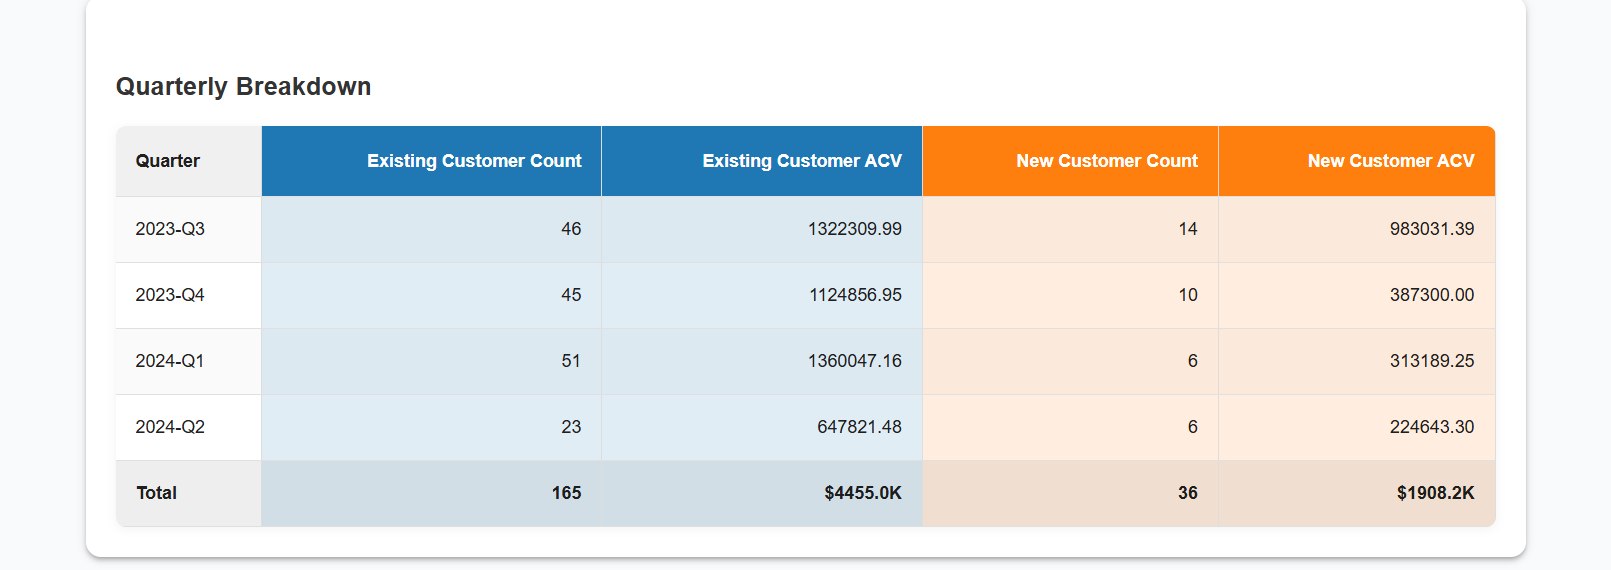 Quarterly Breakdown
Quarter Existing Customer Count Existing Customer ACV New Customer Count New Customer ACV
2023-Q3 46 1322309.99 14 983031.39
2023-Q4 45 1124856.95 10 387300.00
2024-Q1 51 1360047.16 6 313189.25
2024-Q2 23 647821.48 6 224643.30
Total 165 $4455.0K 36 $1908.2K